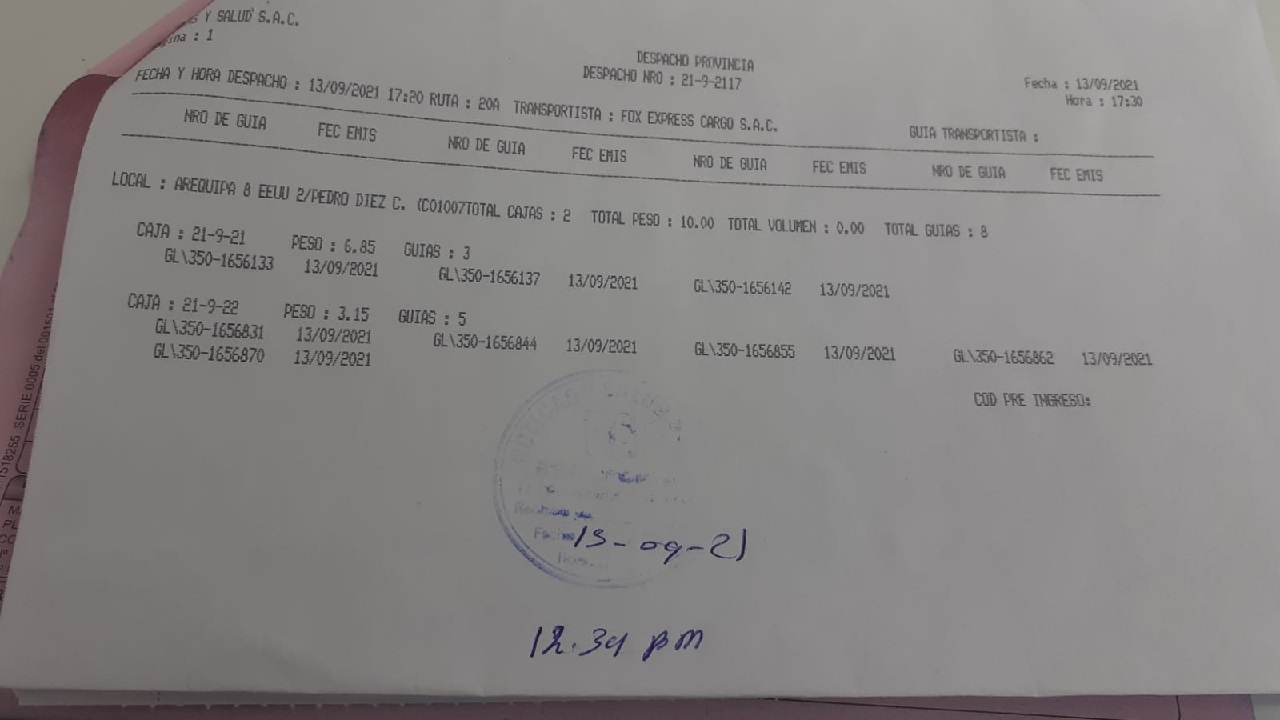 Y SALUD S.A.C.
ina : 1
DESPACHO PROVINCIA
DESPACHO NRO : 21-9-2117
Fecha : 13/09/2021
Hora : 17:30
FECHA Y HORA DESPACHO : 13/09/2021 17:20 RUTA : 20A TRANSPORTISTA : FOX EXPRESS CARGO S.A.C.
GUIA TRANSPORTISTA :
NRO DE GUIA FEC EMIS NRO DE GUIA FEC EMIS NRO DE GUIA FEC EMIS NRO DE GUIA FEC EMIS
LOCAL : AREQUIPA 8 EEUU 2/PEDRO DIEZ C. (C01007TOTAL CAJAS : 2 TOTAL PESO : 10.00 TOTAL VOLUMEN : 0.00 TOTAL GUIAS : 8
CAJA : 21-9-21 PESO : 6.85 GUIAS : 3
GL\350-1656133 13/09/2021 GL\350-1656137 13/09/2021 GL\350-1656142 13/09/2021
CAJA : 21-9-22 PESO : 3.15 GUIAS : 5
GL\350-1656831 13/09/2021 GL\350-1656844 13/09/2021 GL\350-1656855 13/09/2021 GL\350-1656862 13/09/2021
GL\350-1656870 13/09/2021
COD PRE INGRESO:
15-09-21
12.34 pm
SERIE 0005 del